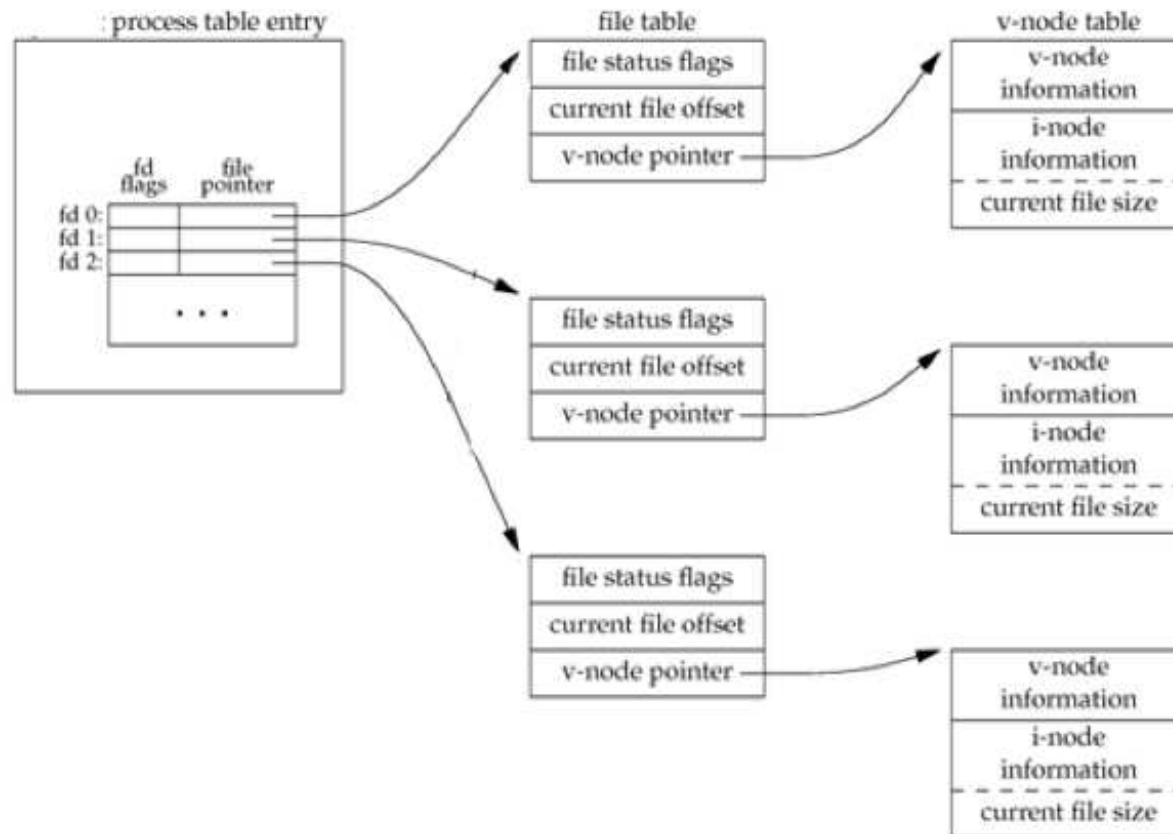 : process table entry
fd flags
file pointer
fd 0:
fd 1:
fd 2:
. . .
file table
file status flags
current file offset
v-node pointer
file status flags
current file offset
v-node pointer
file status flags
current file offset
v-node pointer
v-node table
v-node
information
i-node
information
current file size
v-node
information
i-node
information
current file size
v-node
information
i-node
information
current file size